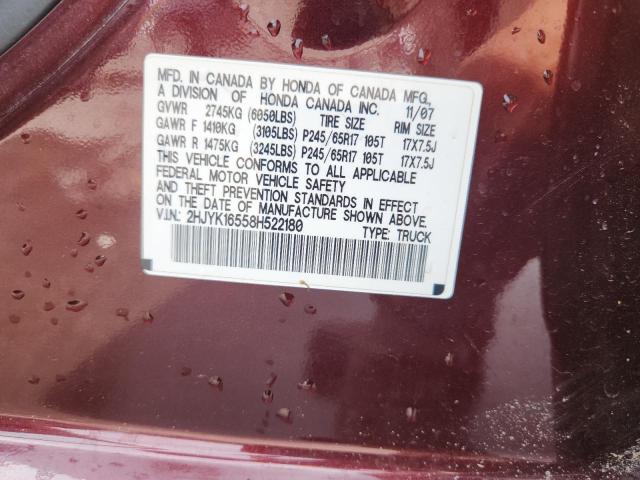 MFD. IN CANADA BY HONDA OF CANADA MFG.,
A DIVISION OF HONDA CANADA INC. 11/07
GVWR 2745KG (6050LBS) TIRE SIZE RIM SIZE
GAWR F 1410KG (3105LBS) P245/65R17 105T 17X7.5J
GAWR R 1475KG (3245LBS) P245/65R17 105T 17X7.5J
THIS VEHICLE CONFORMS TO ALL APPLICABLE
FEDERAL MOTOR VEHICLE SAFETY
AND THEFT PREVENTION STANDARDS IN EFFECT
ON THE DATE OF MANUFACTURE SHOWN ABOVE.
V.I.N: 2HJYK16558H522180 TYPE: TRUCK